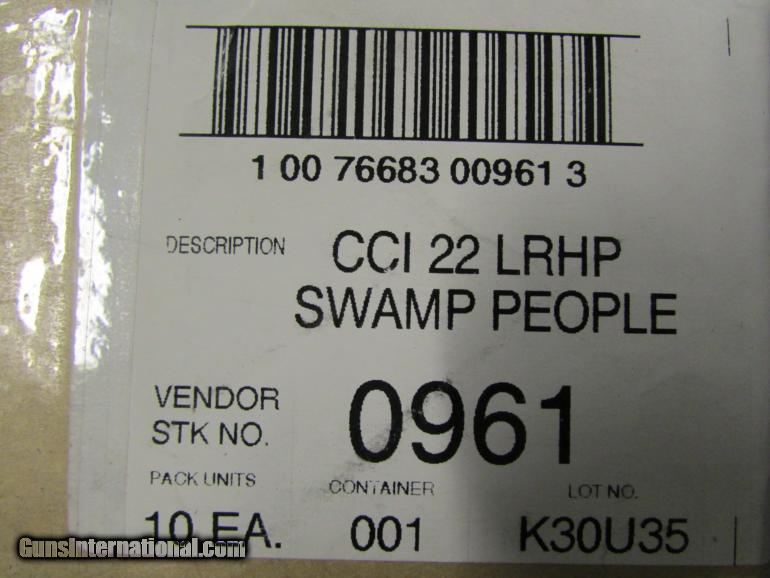 1 00 76683 00961 3
DESCRIPTION CCI 22 LRHP
SWAMP PEOPLE
VENDOR
STK NO. 0961
PACK UNITS CONTAINER LOT NO.
10 EA. 001 K30U35
GunsInternational.com